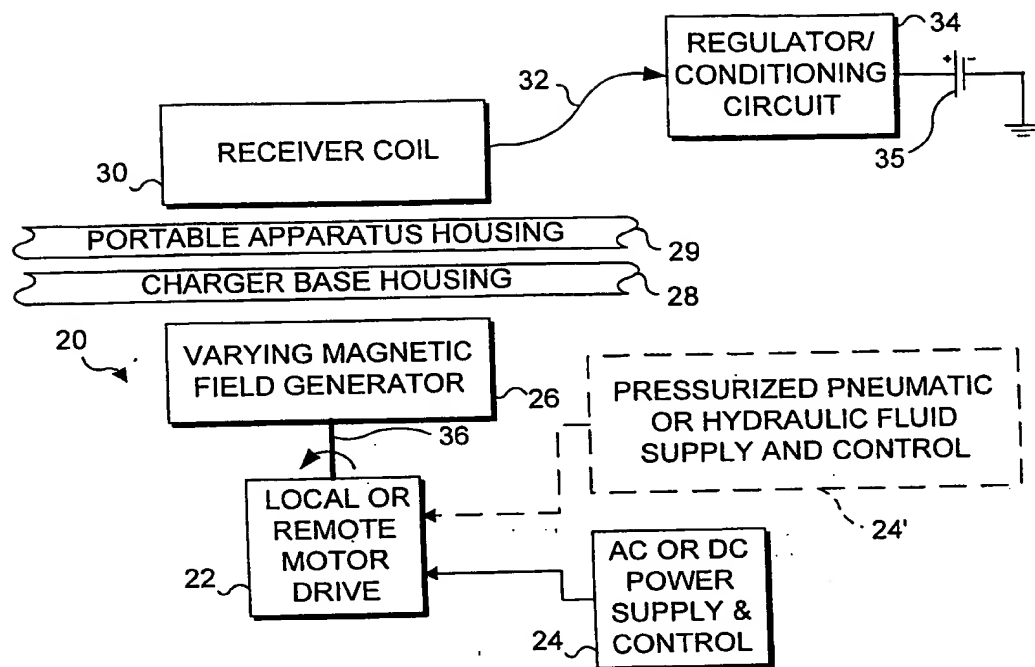 34
REGULATOR/
CONDITIONING
CIRCUIT
+ -
35
32
RECEIVER COIL
30
PORTABLE APPARATUS HOUSING
29
CHARGER BASE HOUSING
28
20
VARYING MAGNETIC
FIELD GENERATOR
26
36
PRESSURIZED PNEUMATIC
OR HYDRAULIC FLUID
SUPPLY AND CONTROL
24'
LOCAL OR
REMOTE
MOTOR
DRIVE
22
AC OR DC
POWER
SUPPLY &
CONTROL
24